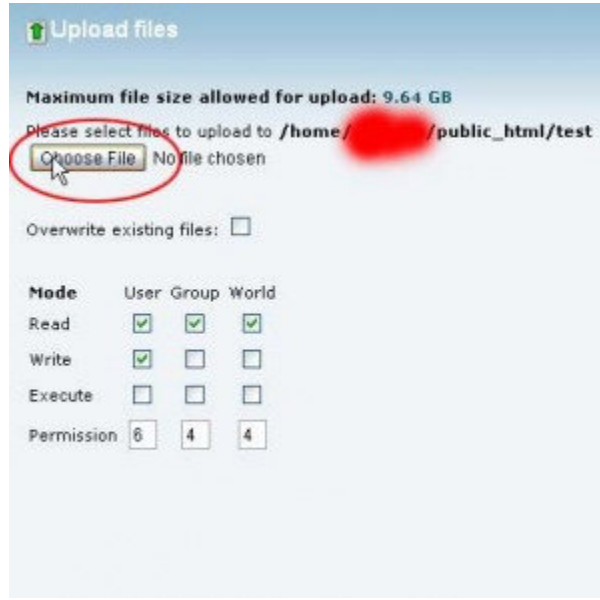 Upload files
Maximum file size allowed for upload: 9.64 GB
Please select files to upload to /home/ /public_html/test
Choose File No file chosen
Overwrite existing files:
Mode User Group World
Read
Write
Execute
Permission 6 4 4